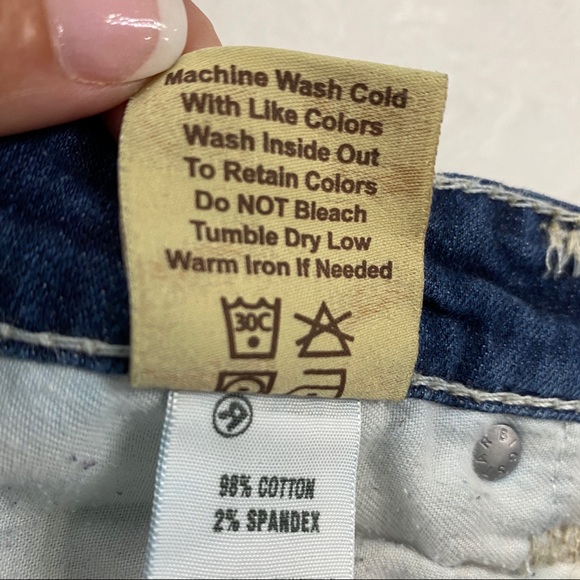 Machine Wash Cold
With Like Colors
Wash Inside Out
To Retain Colors
Do NOT Bleach
Tumble Dry Low
Warm Iron If Needed
30C
98% COTTON
2% SPANDEX